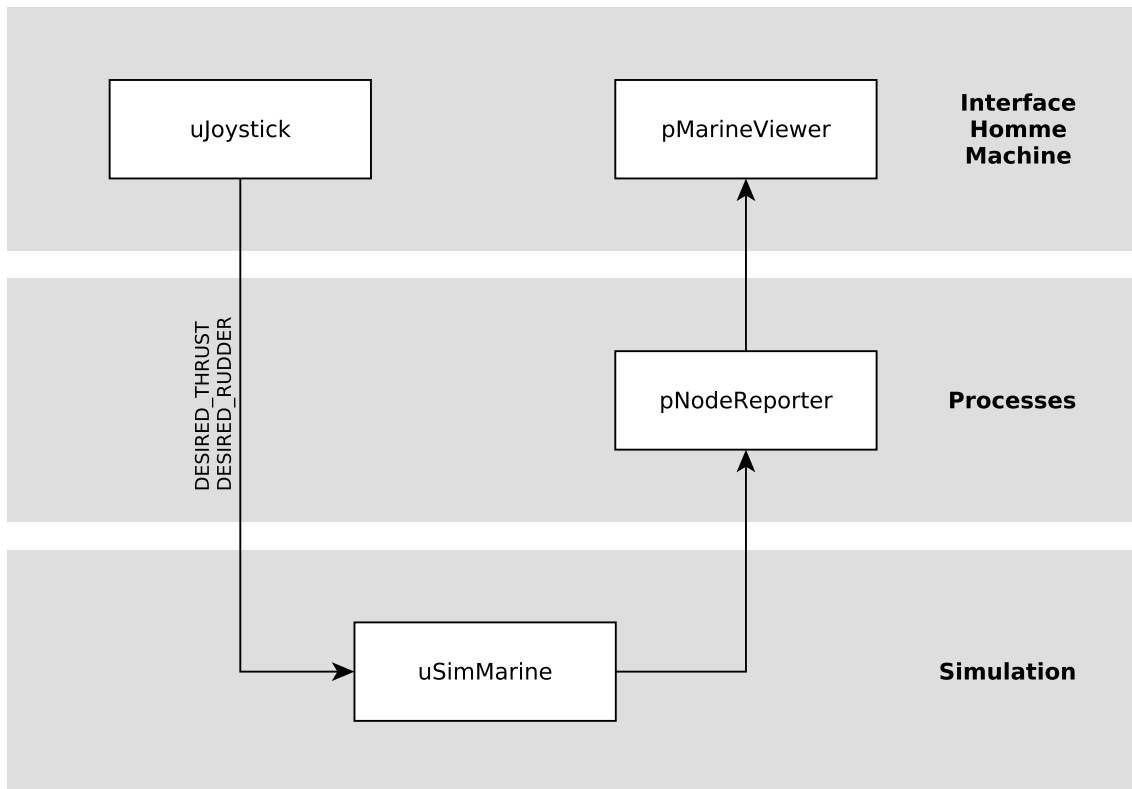 uJoystick
pMarineViewer
Interface
Homme
Machine
DESIRED_THRUST
DESIRED_RUDDER
pNodeReporter
Processes
uSimMarine
Simulation